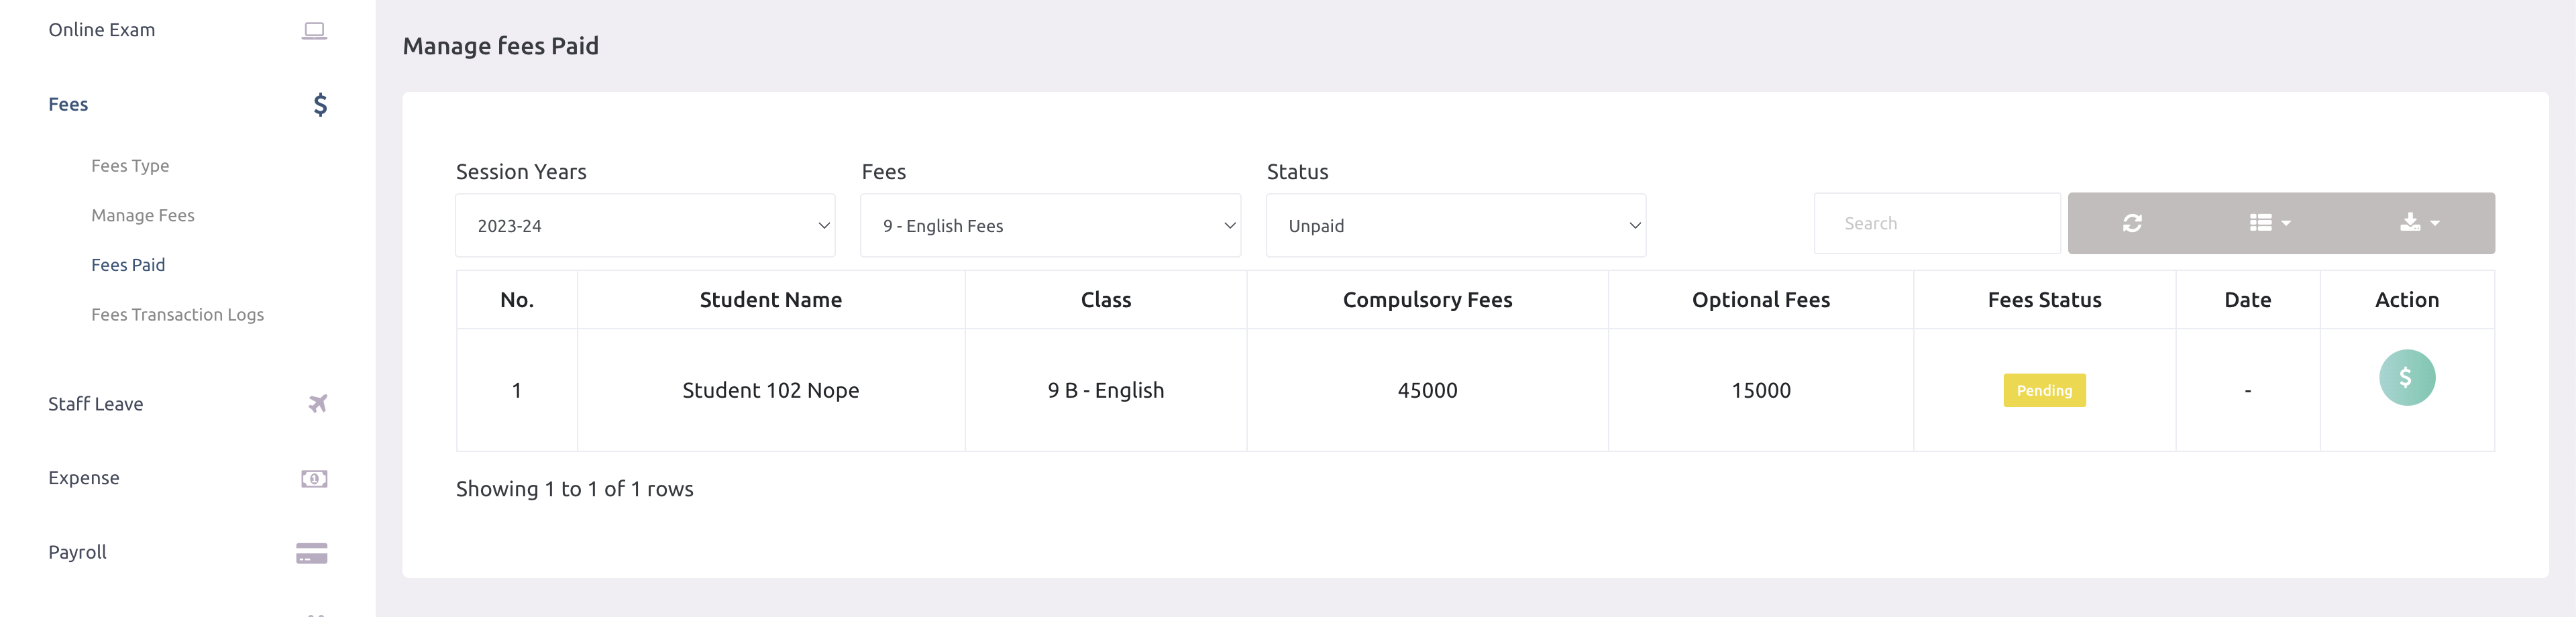 Online Exam
Fees
Fees Type
Manage Fees
Fees Paid
Fees Transaction Logs
Staff Leave
Expense
Payroll
Manage fees Paid
Session Years Fees Status
2023-24 9 - English Fees Unpaid Search
No. Student Name Class Compulsory Fees Optional Fees Fees Status Date Action
1 Student 102 Nope 9 B - English 45000 15000 Pending - $
Showing 1 to 1 of 1 rows